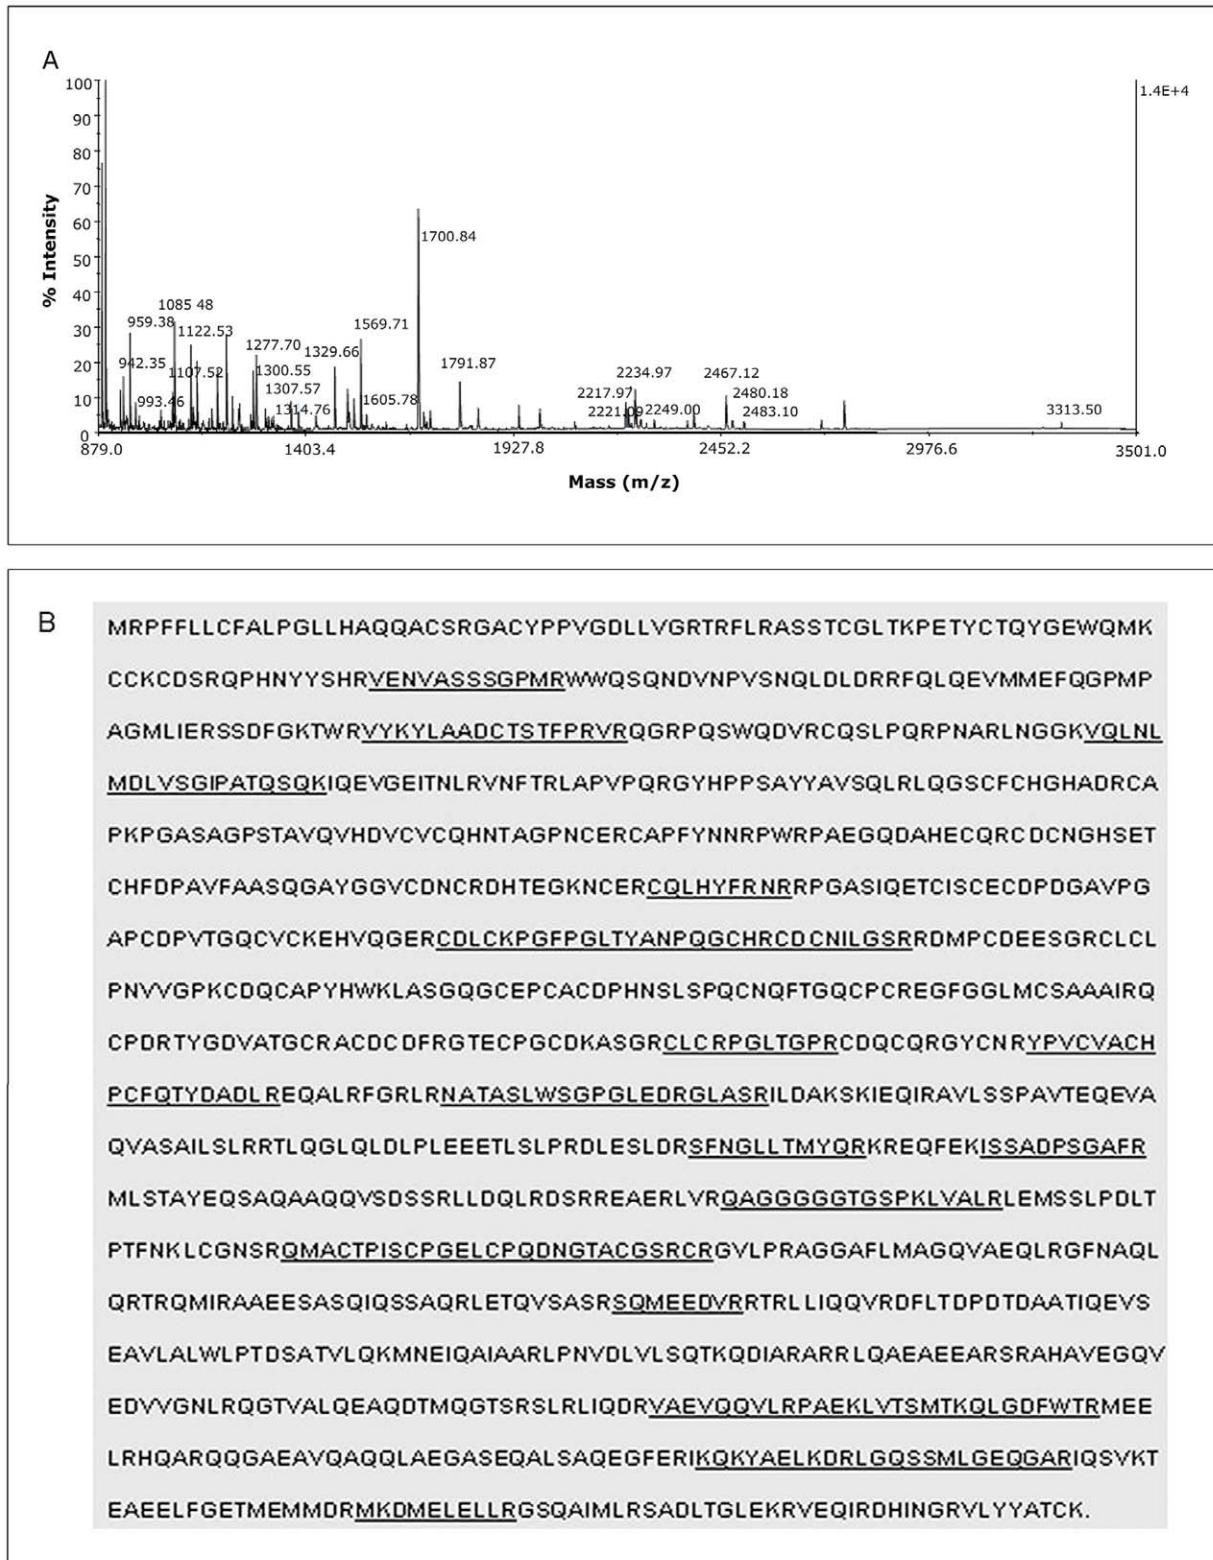 A
100
90
80
70
60
50
40
30
20
10
0
% Intensity
1.4E+4
1700.84
1085 48
959.38
1122.53
942.35
1107.52
993.46
1277.70
1300.55
1307.57
1314.76
1329.66
1569.71
1605.78
1791.87
2217.97
2234.97
2221.09
2249.00
2467.12
2480.18
2483.10
3313.50
879.0 1403.4 1927.8 2452.2 2976.6 3501.0
Mass (m/z)
B
MRPFFLLCFALPGLLHAQQACSRGACYPPVGDLLVGRTRFLRASSTCGLTKPETYCTQYGEWQMK
CCKCDSRQPHNYYSHRVENVASSSGPMRWWQSQNDVNPVSNQLDLDRRFQLQEVMMEFQGPMP
AGMLIERSSDFGKTWRVYKYLAADCTSTFPRVRQGRPQSWQDVRCQSLPQRPNARLNGGKVQLNL
MDLVSGIPATQSQKIQEVGEITNLRVNFTRLAPVPQRGYHPPSAYYAVSQLRLQGSCFCHGHADRCA
PKPGASAGPSTAVQVHDVCVCQHNTAGPNCERCAPFYNNRPWRPAEGQDAHECQRCDCNGHSET
CHFDPAVFAASQGAYGGVCDNCRDHTEGKNCERCQLHYFRNRRPGASIQETCISCECDPDGAVPG
APCDPVTGQCVCKEHVQGERCDLCKPGFPGLTYANPQGCHRCDCNILGSRRDMPCDEESGRCLCL
PNVVGPKCDQCAPYHWKLASGQGCEPCACDPHNSLSPQCNQFTGQCPCREGFGGLMCSAAAIRQ
CPDRTYGDVATGCRACDCDFRGTECPGCDKASGRCLCRPGLTGPRCDQCQRGYCNRYPVCVACH
PCFQTYDADLREQALRFGRLRNATASLWSGPGLEDRGLASRILDAKSKIEQIRAVLSSPAVTEQEVA
QVASAILSLRRTLQGLQLDLPLEEETLSLPRDLESLDRSFNGLLTMYQRKREQFEKISSADPSGAFR
MLSTAYEQSAQAAQQVSDSSRLLDQLRDSRREAERLVRQAGGGGGTGSPKLVALRLEMSSLPDLT
PTFNKLCGNSRQMACTPISCPGELCPQDNGTACGSRCRGVLPRAGGAFLMAGQVAEQLRGFNAQL
QRTRQMIRAAEESASQIQSSAQRLETQVSASRSQMEEDVRRTRLLIQQVRDFLTDPDTDAATIQEVS
EAVLALWLPTDSATVLQKMNEIQAIAARLPNVDLVLSQTKQDIARARRLQAEAEEARSRAHAVEGQV
EDVVGNLRQGTVALQEAQDTMQGTSRSLRLIQDRVAEVQQVLRPAEKLVTSMTKQLGDFWTRMEE
LRHQARQQGAEAVQAQQLAEGASEQALSAQEGFERIKQKYAELKDRLGQSSMLGEQGARIQSVKT
EAEELFGETMEMMDRMKDMELELLRGSQAIMLRSADLTGLEKRVEQIRDHINGRVLYYATCK.